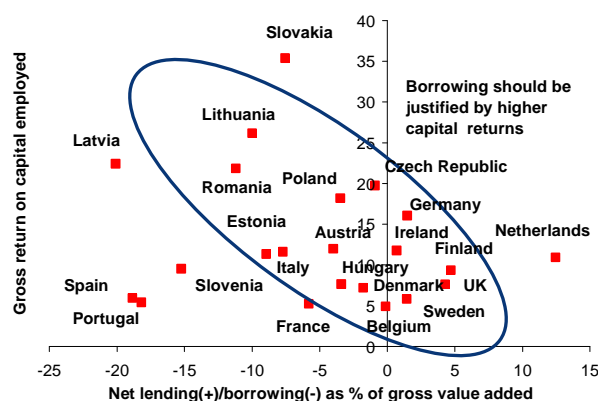 Gross return on capital employed
40
35
30
25
20
15
10
5
0
Slovakia
Borrowing should be
justified by higher
capital returns
Lithuania
Latvia
Czech Republic
Romania
Poland
Germany
Estonia
Austria
Ireland
Netherlands
Finland
Italy
Hungary
Spain
Slovenia
Denmark
UK
Portugal
France
Belgium
Sweden
-25
-20
-15
-10
-5
0
5
10
15
Net lending(+)/borrowing(-) as % of gross value added